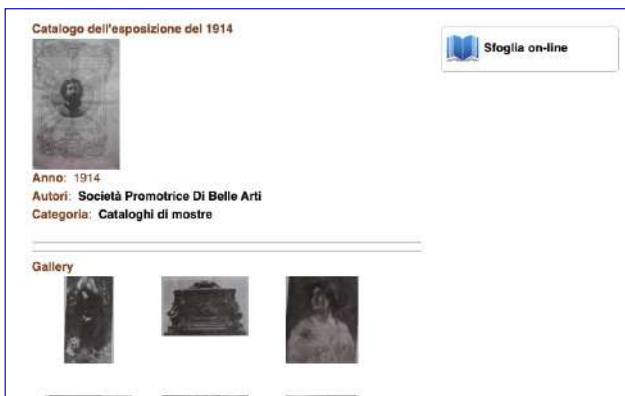 Catalogo dell'esposizione del 1914
Sfoglia on-line
Anno: 1914
Autori: Società Promotrice Di Belle Arti
Categoria: Cataloghi di mostre
Gallery